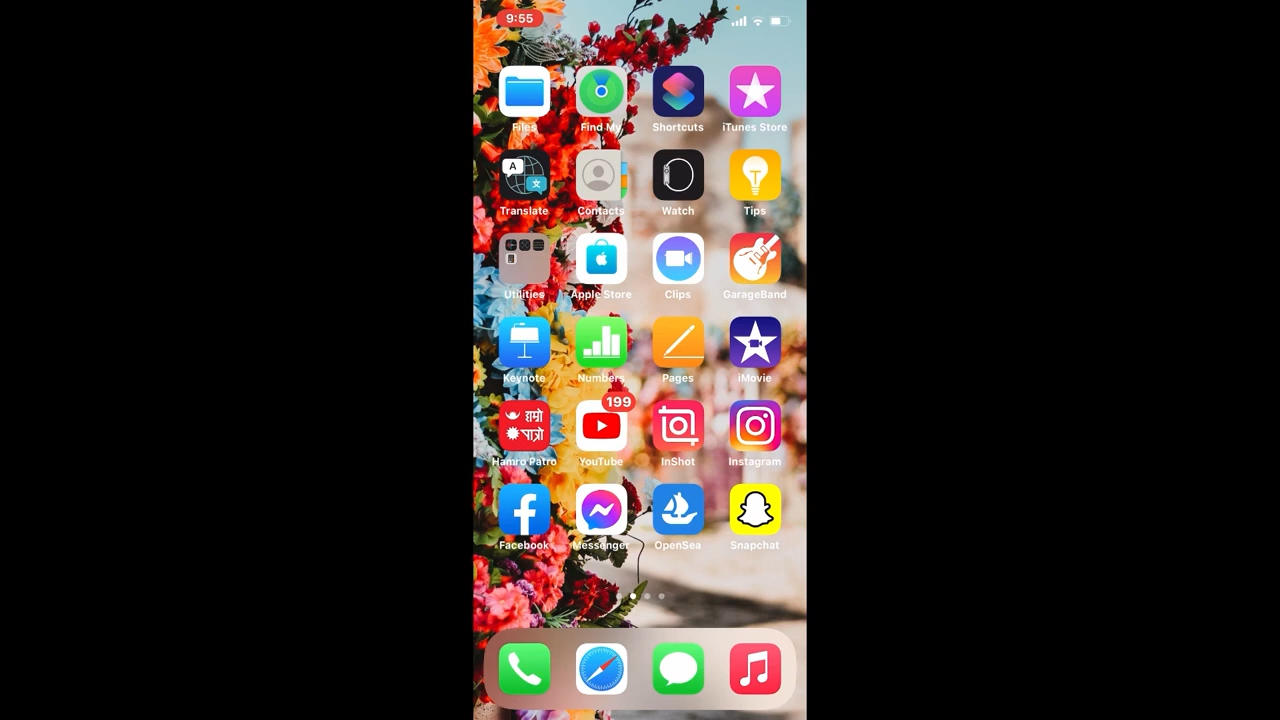 9:55
Files Find My Shortcuts iTunes Store
A 文
Translate Contacts Watch Tips
Utilities Apple Store Clips GarageBand
Keynote Numbers Pages iMovie
199
हाम्रो
पात्रो
Hamro Patro YouTube InShot Instagram
Facebook Messenger OpenSea Snapchat